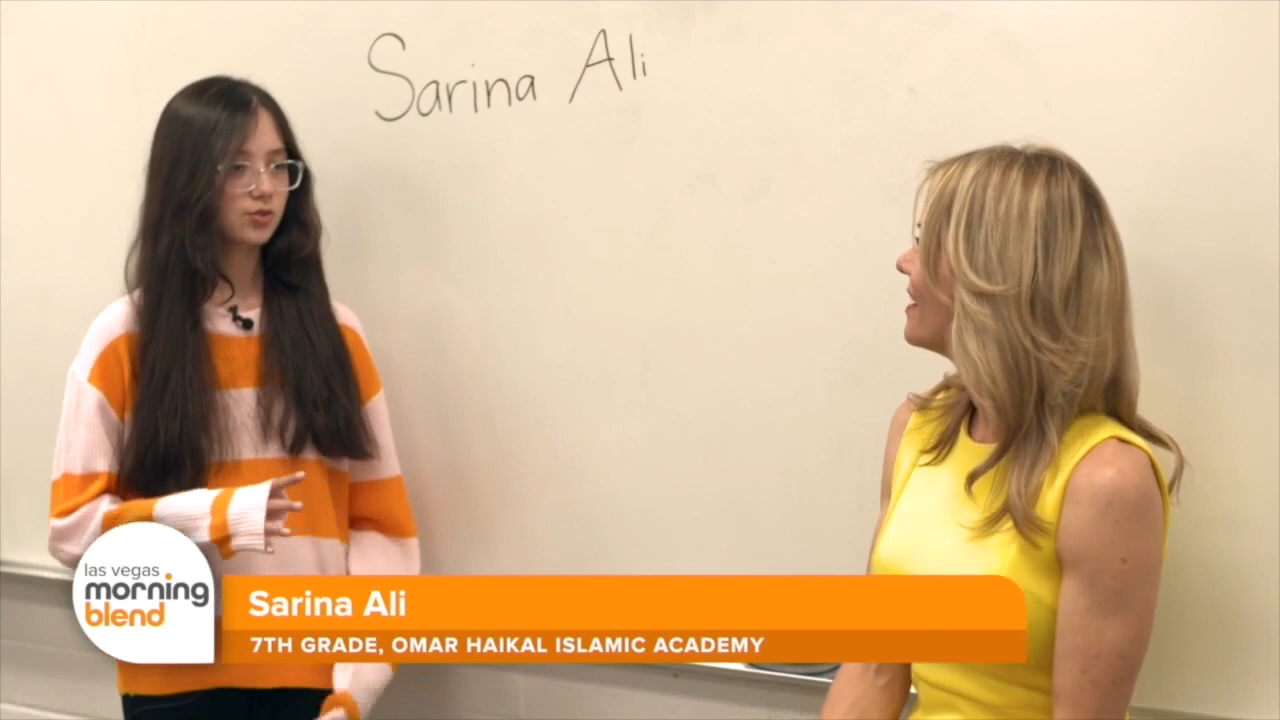 Sarina Ali
las vegas
morning
blend
Sarina Ali
7TH GRADE, OMAR HAIKAL ISLAMIC ACADEMY